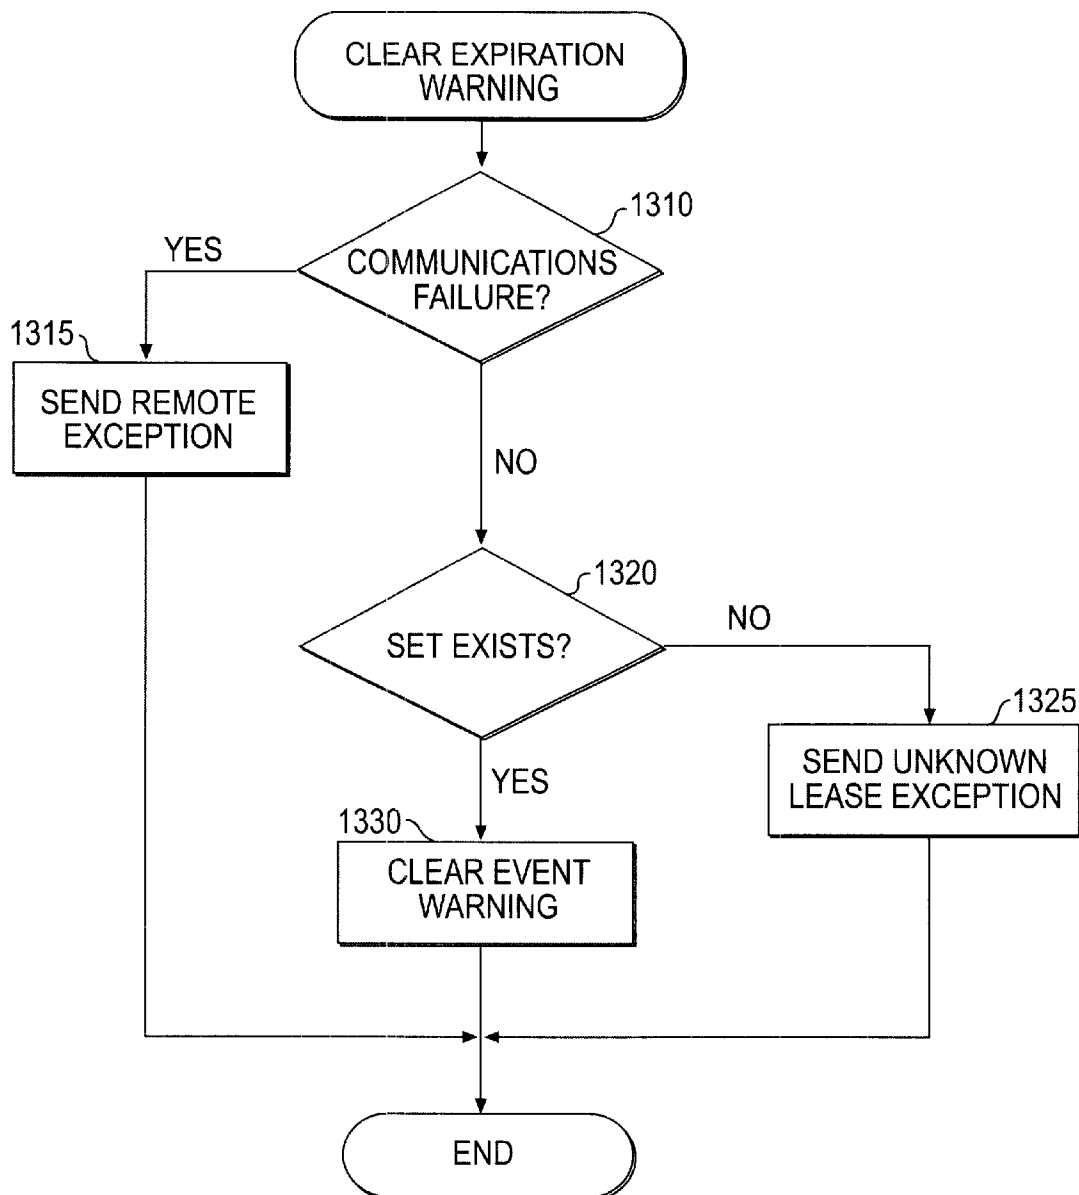 CLEAR EXPIRATION
WARNING
1310
YES
COMMUNICATIONS
FAILURE?
1315
SEND REMOTE
EXCEPTION
NO
1320
SET EXISTS?
NO
1325
SEND UNKNOWN
LEASE EXCEPTION
YES
1330
CLEAR EVENT
WARNING
END